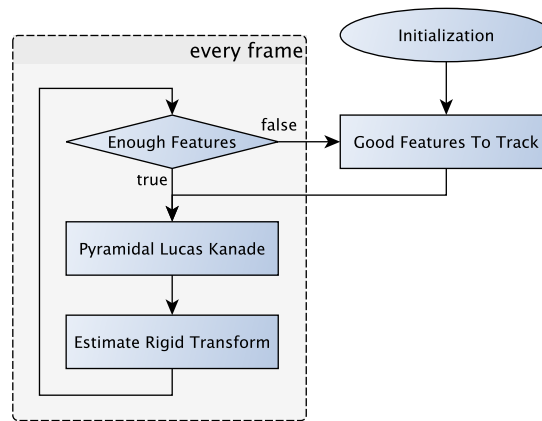 every frame
Initialization
Enough Features
false
Good Features To Track
true
Pyramidal Lucas Kanade
Estimate Rigid Transform